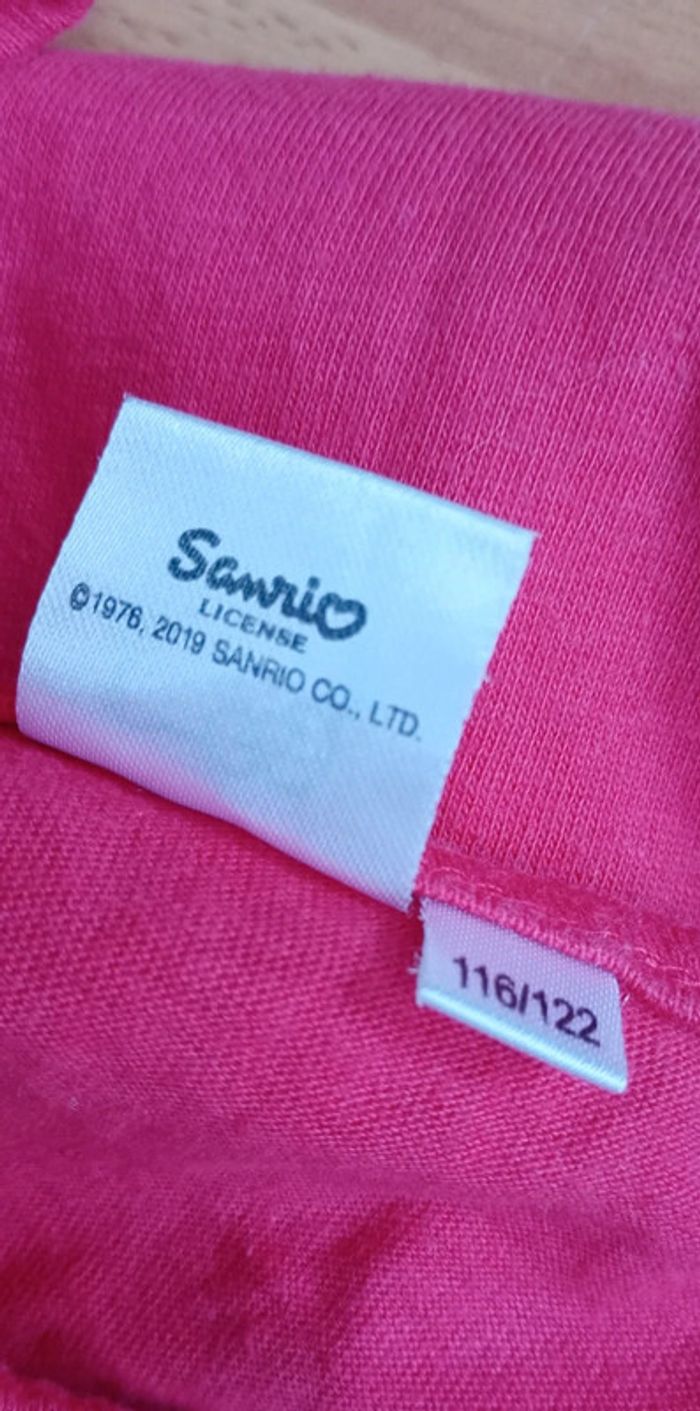 Sanrio
LICENSE
©1976, 2019 SANRIO CO., LTD.
116/122